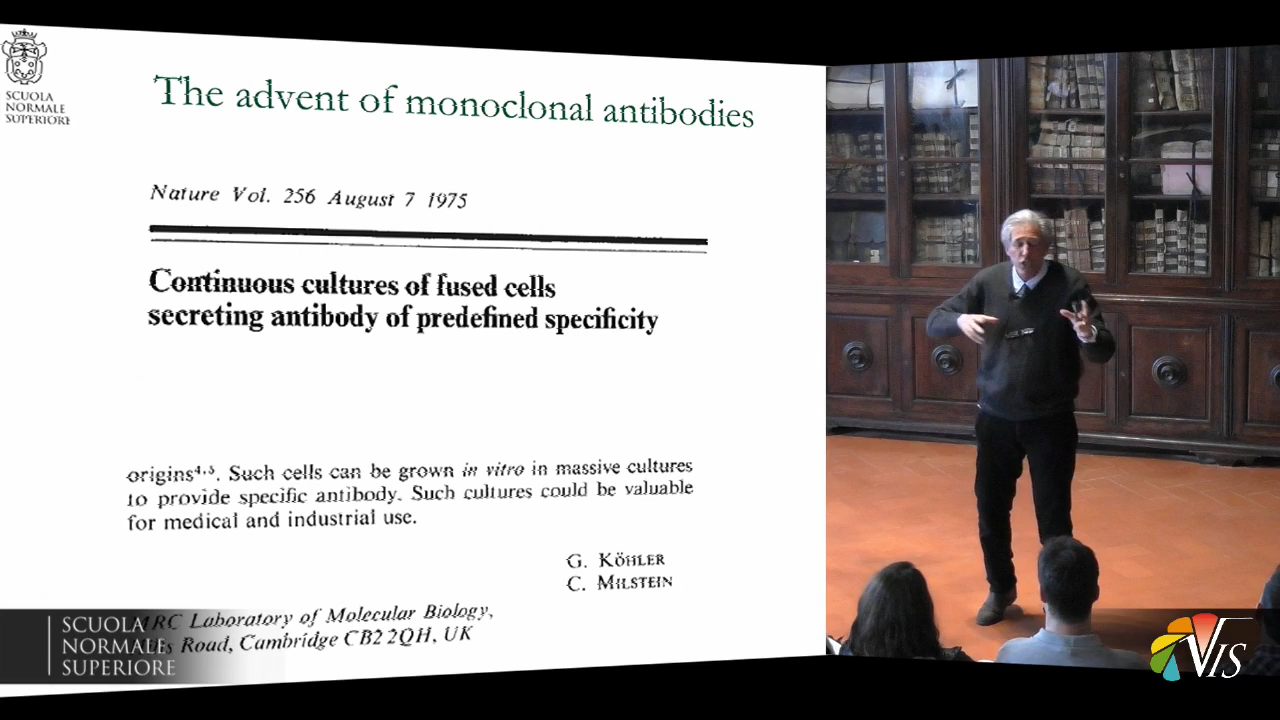 SCUOLA
NORMALE
SUPERIORE
The advent of monoclonal antibodies
Nature Vol. 256 August 7 1975
Continuous cultures of fused cells
secreting antibody of predefined specificity
origins⁴,⁵. Such cells can be grown in vitro in massive cultures
to provide specific antibody. Such cultures could be valuable
for medical and industrial use.
G. KÖHLER
C. MILSTEIN
MRC Laboratory of Molecular Biology,
Road, Cambridge CB2 2QH, UK
SCUOLA
NORMALE
SUPERIORE
VIS